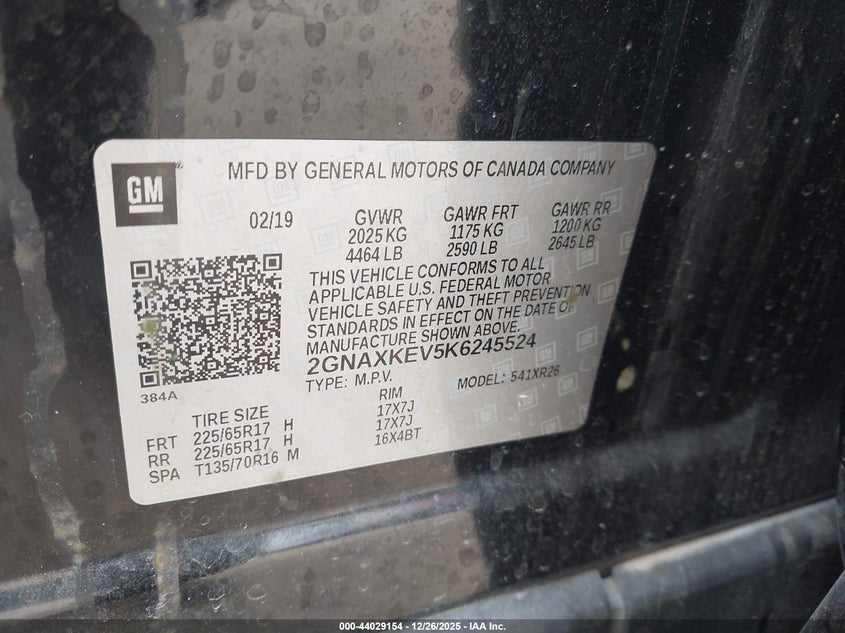 GM
MFD BY GENERAL MOTORS OF CANADA COMPANY
02/19 GVWR GAWR FRT GAWR RR
2025 KG 1175 KG 1200 KG
4464 LB 2590 LB 2645 LB
THIS VEHICLE CONFORMS TO ALL
APPLICABLE U.S. FEDERAL MOTOR
VEHICLE SAFETY AND THEFT PREVENTION
STANDARDS IN EFFECT ON THE DATE OF
MANUFACTURE SHOWN ABOVE.
2GNAXKEV5K6245524
TYPE: M.P.V. MODEL: 541XR26
384A
TIRE SIZE RIM
FRT 225/65R17 H 17X7J
RR 225/65R17 H 17X7J
SPA T135/70R16 M 16X4BT
000-44029154 - 12/26/2025 - IAA Inc.